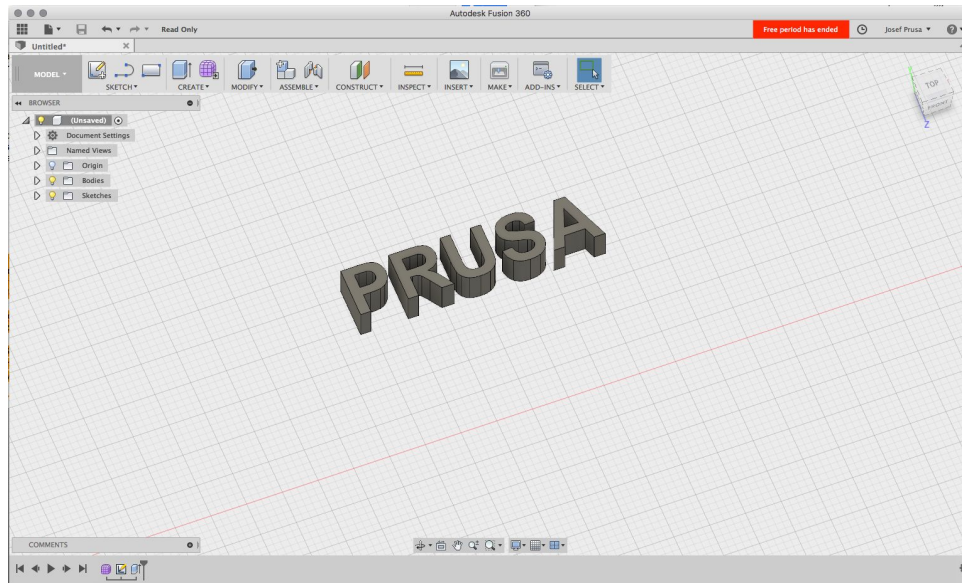 Autodesk Fusion 360
Read Only
Free period has ended
Josef Prusa
Untitled*
MODEL
SKETCH
CREATE
MODIFY
ASSEMBLE
CONSTRUCT
INSPECT
INSERT
MAKE
ADD-INS
SELECT
BROWSER
(Unsaved)
Document Settings
Named Views
Origin
Bodies
Sketches
TOP
FRONT
Z
PRUSA
COMMENTS